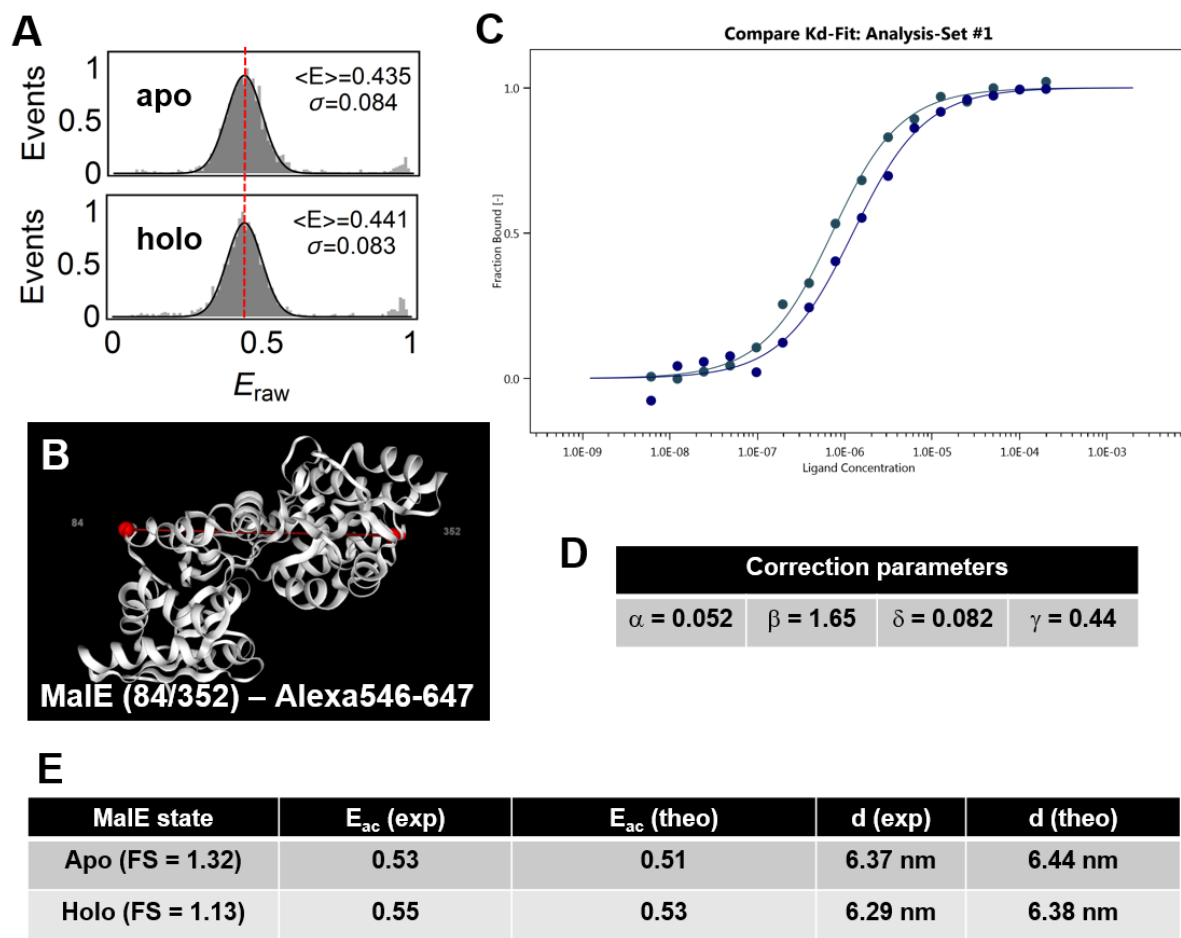 A
Events
1
0.5
0
apo
<E>=0.435
σ=0.084
Events
1
0.5
0
holo
<E>=0.441
σ=0.083
0 0.5 1
E_raw
B
84
352
MalE (84/352) – Alexa546-647
C
Compare Kd-Fit: Analysis-Set #1
Fraction Bound [-]
1.0
0.5
0.0
1.0E-09 1.0E-08 1.0E-07 1.0E-06 1.0E-05 1.0E-04 1.0E-03
Ligand Concentration
D
Correction parameters
α = 0.052 β = 1.65 δ = 0.082 γ = 0.44
E
MalE state E_ac (exp) E_ac (theo) d (exp) d (theo)
Apo (FS = 1.32) 0.53 0.51 6.37 nm 6.44 nm
Holo (FS = 1.13) 0.55 0.53 6.29 nm 6.38 nm